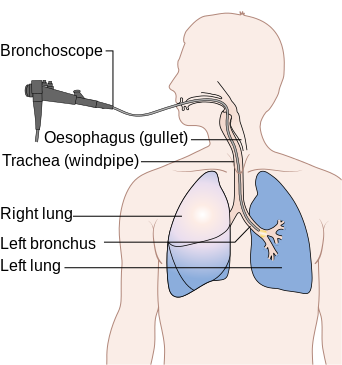 Bronchoscope
Oesophagus (gullet)
Trachea (windpipe)
Right lung
Left bronchus
Left lung